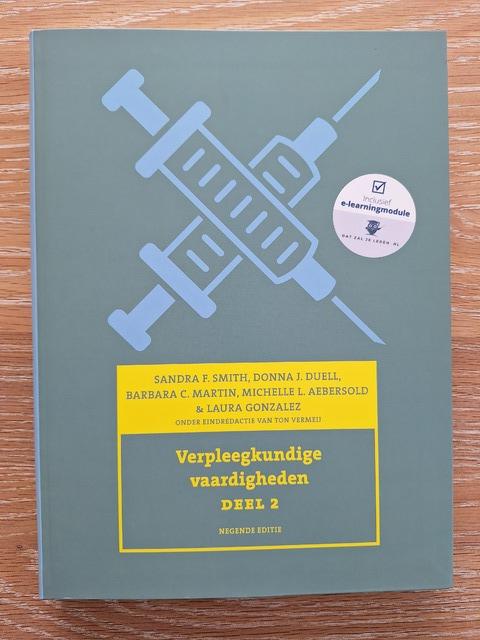 Inclusief
e-learningmodule
DAT ZAL JE LEREN .NL
SANDRA F. SMITH, DONNA J. DUELL,
BARBARA C. MARTIN, MICHELLE L. AEBERSOLD
& LAURA GONZALEZ
ONDER EINDREDACTIE VAN TON VERMEIJ
Verpleegkundige
vaardigheden
DEEL 2
NEGENDE EDITIE